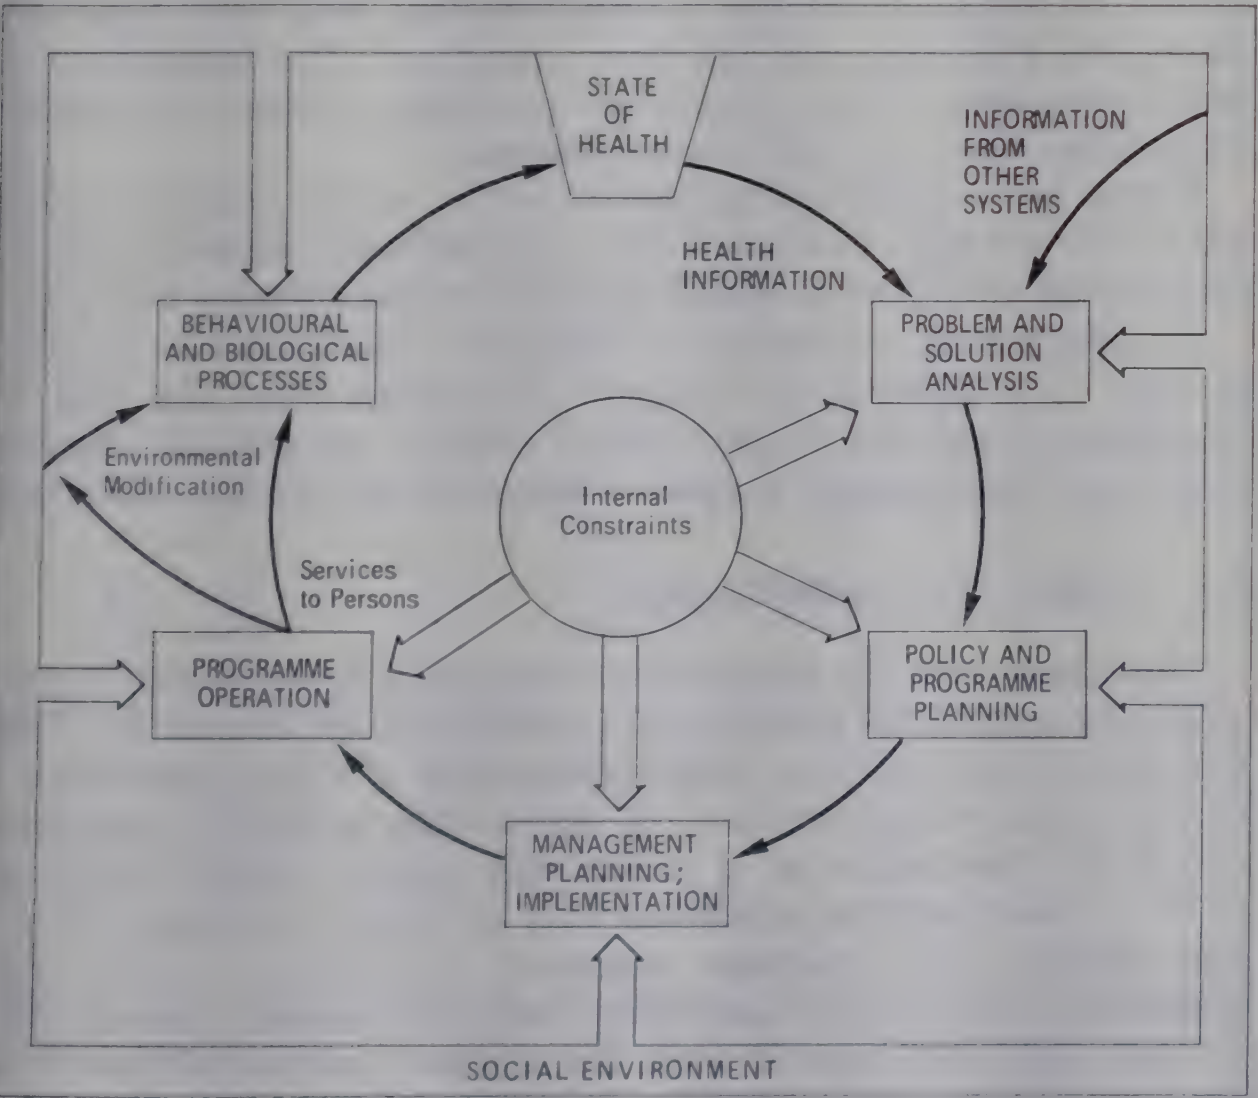 STATE
OF
HEALTH
INFORMATION
FROM
OTHER
SYSTEMS
HEALTH
INFORMATION
BEHAVIOURAL
AND BIOLOGICAL
PROCESSES
PROBLEM AND
SOLUTION
ANALYSIS
Environmental
Modification
Internal
Constraints
Services
to Persons
PROGRAMME
OPERATION
POLICY AND
PROGRAMME
PLANNING
MANAGEMENT
PLANNING;
IMPLEMENTATION
SOCIAL ENVIRONMENT